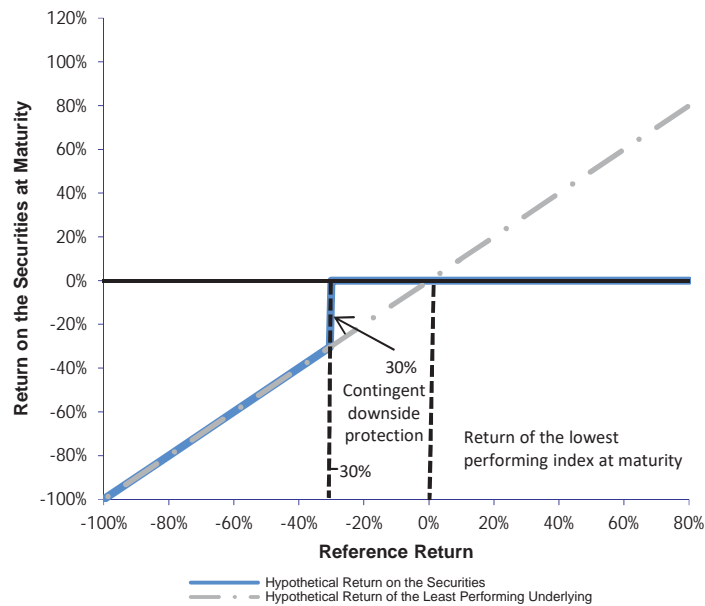 120%
100%
80%
60%
40%
20%
0%
-20%
-40%
-60%
-80%
-100%
Return on the Securities at Maturity
30%
Contingent
downside
protection
-30%
Return of the lowest
performing index at maturity
-100% -80% -60% -40% -20% 0% 20% 40% 60% 80%
Reference Return
Hypothetical Return on the Securities
Hypothetical Return of the Least Performing Underlying